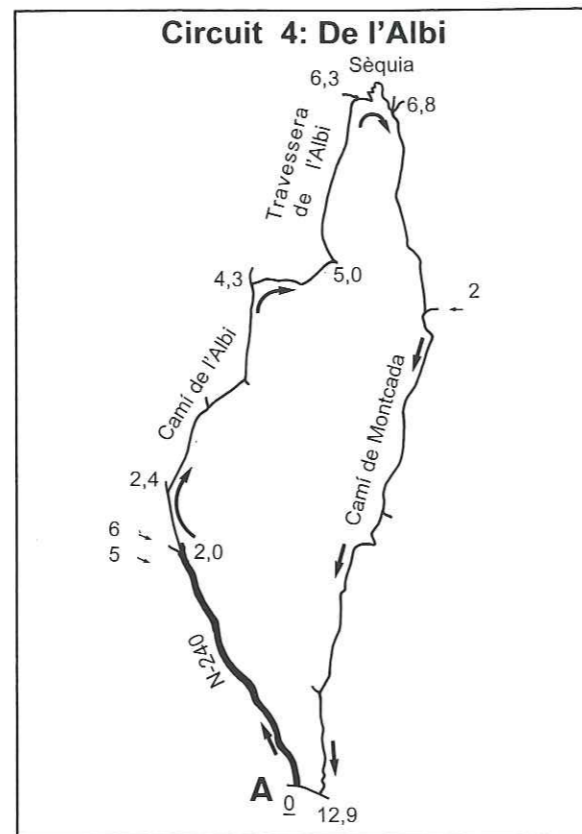 Circuit 4: De l'Albi
Sèquia
6,3
6,8
Travessera
de l'Albi
4,3
5,0
2
Camí de l'Albi
Camí de Montcada
2,4
6
5
2,0
N-240
A
0
12,9